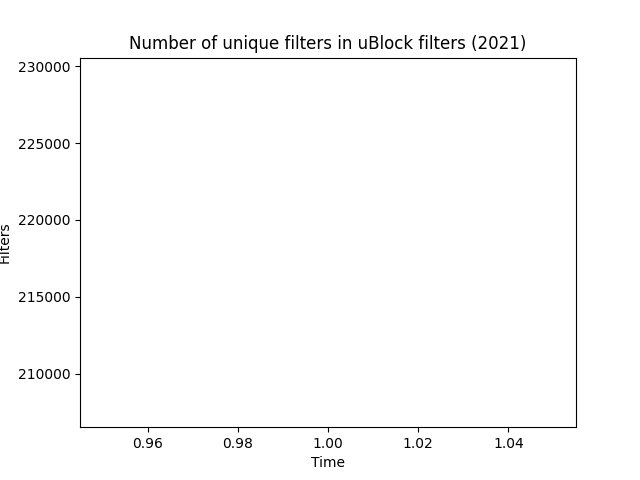 Number of unique filters in uBlock filters (2021)
230000
225000
220000
215000
210000
Filters
0.96 0.98 1.00 1.02 1.04
Time